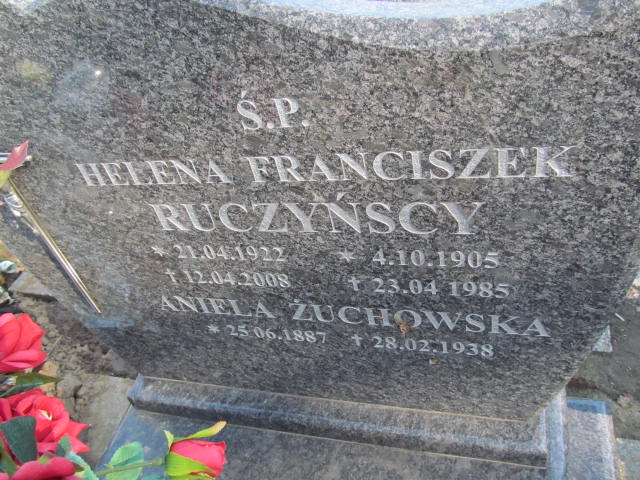 Ś.P.
HELENA FRANCISZEK
RUCZYŃSCY
* 21.04.1922 * 4.10.1905
† 12.04.2008 † 23.04 1985
ANIELA ŻUCHOWSKA
* 25.06.1887 † 28.02.1938